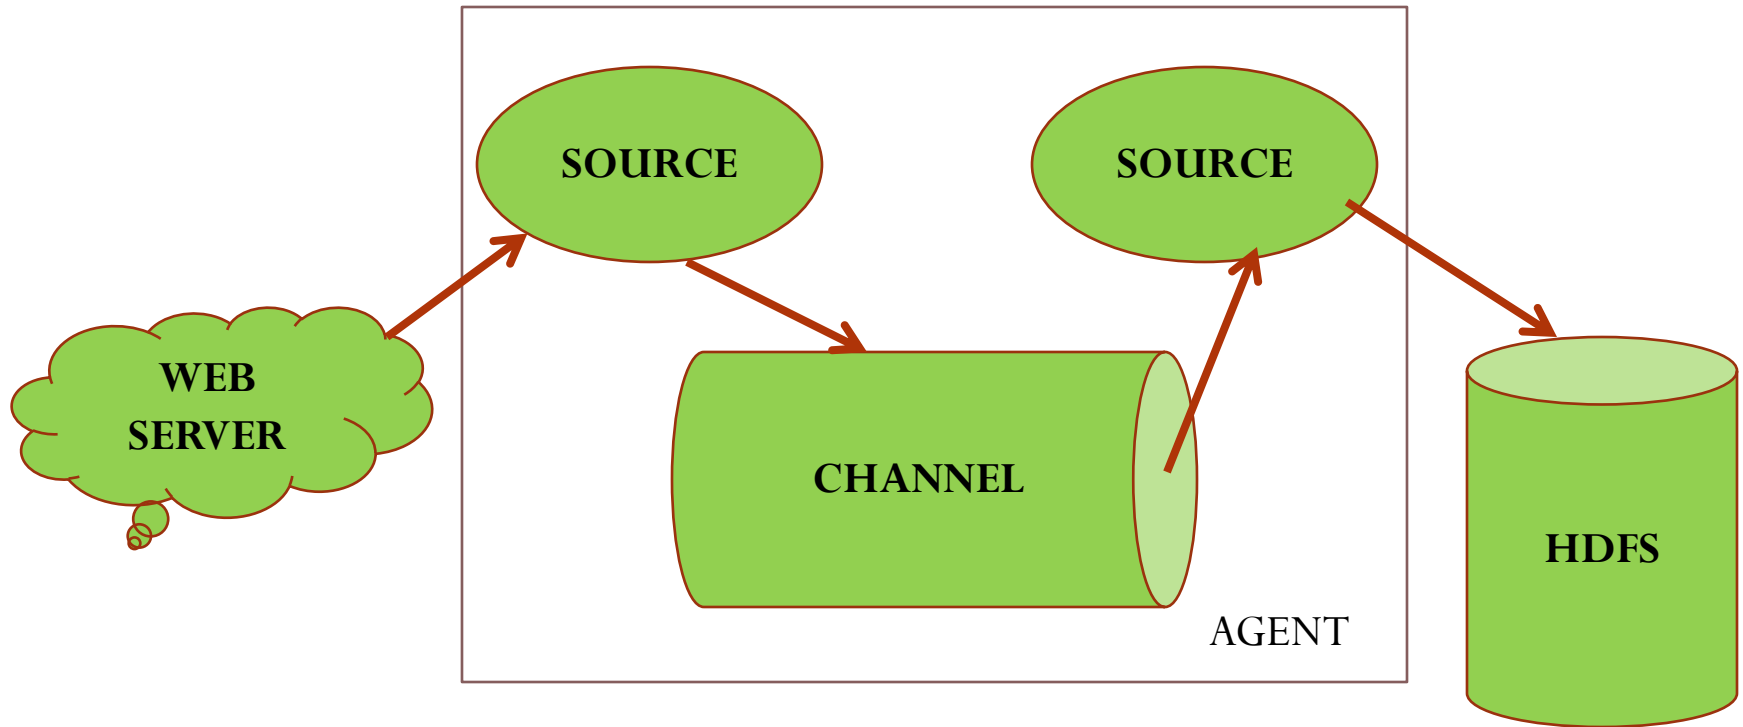 SOURCE
SOURCE
WEB
SERVER
CHANNEL
HDFS
AGENT